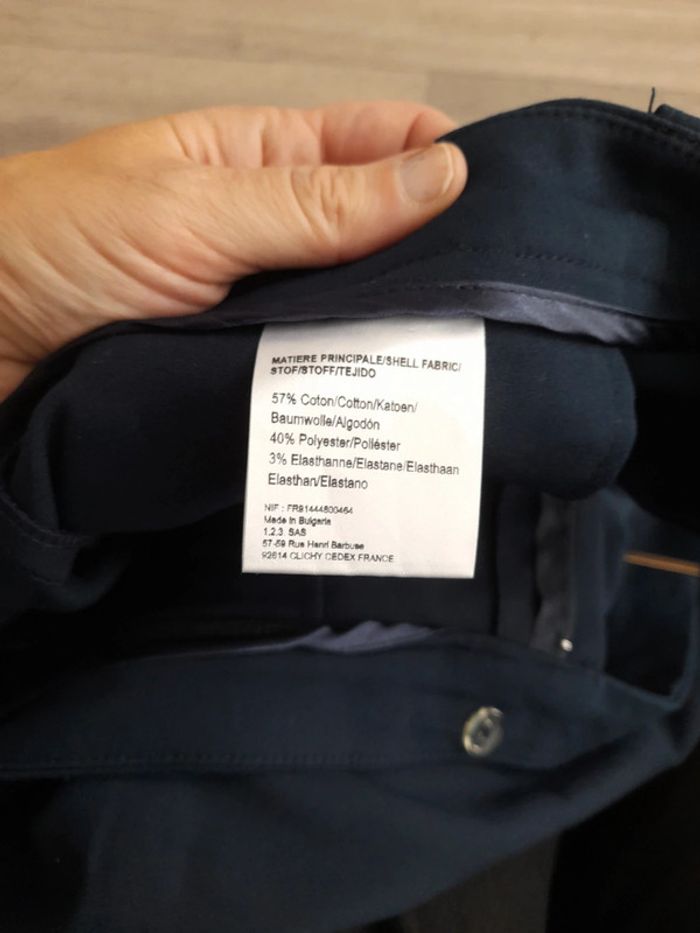 MATIERE PRINCIPALE/SHELL FABRIC/
STOF/STOFF/TEJIDO
57% Coton/Cotton/Katoen/
Baumwolle/Algodón
40% Polyester/Poliéster
3% Elasthanne/Elastane/Elasthaan
Elasthan/Elastano
NIF : FR91444800464
Made in Bulgaria
1.2.3. SAS
57-59 Rue Henri Barbuse
92614 CLICHY CEDEX FRANCE